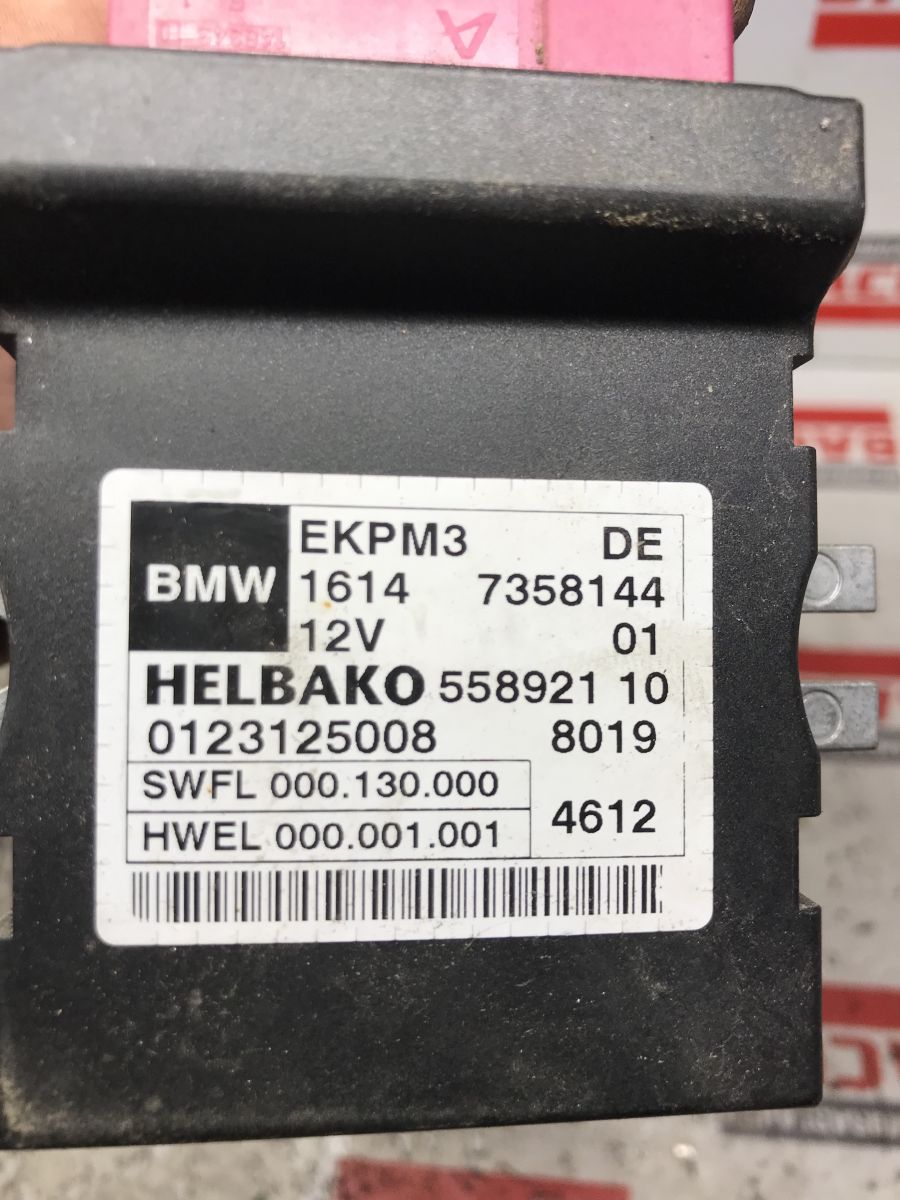 A
BMW
EKPM3 DE
1614 7358144
12V 01
HELBAKO 558921 10
0123125008 8019
SWFL 000.130.000
4612
HWEL 000.001.001